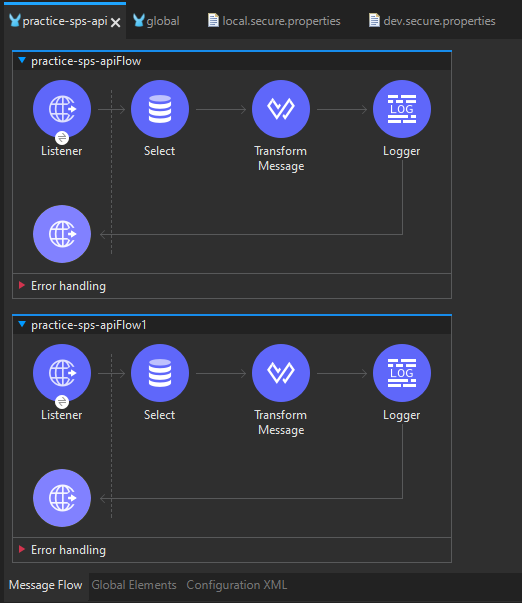 practice-sps-api
global
local.secure.properties
dev.secure.properties
practice-sps-apiFlow
Listener
Select
Transform
Message
LOG
Logger
Error handling
practice-sps-apiFlow1
Listener
Select
Transform
Message
LOG
Logger
Error handling
Message Flow
Global Elements
Configuration XML